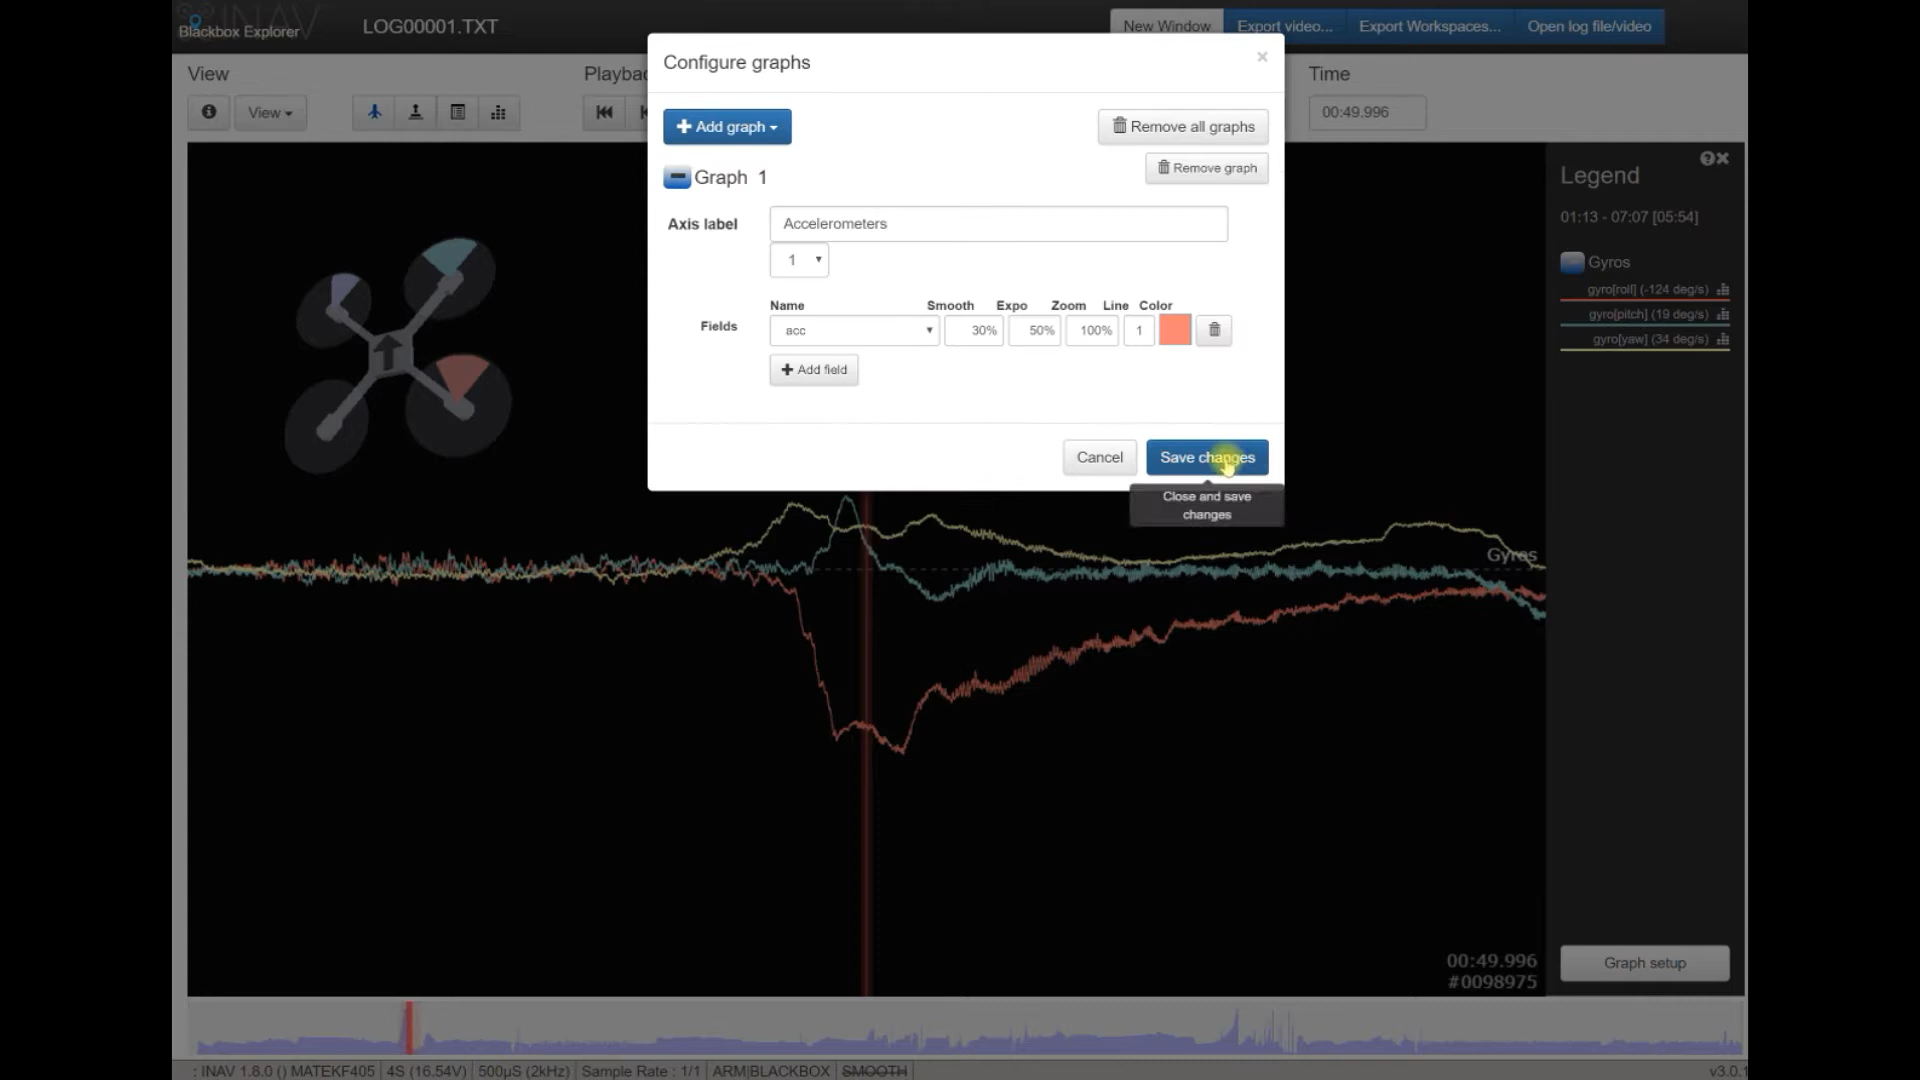 INAV
Blackbox Explorer
LOG00001.TXT
New Window
Export video...
Export Workspaces...
Open log file/video
View
View
Time
00:49.996
Configure graphs
×
Add graph
Remove all graphs
Graph 1
Remove graph
Axis label
Accelerometers
1
Name
Smooth
Expo
Zoom
Line
Color
Fields
acc
30%
50%
100%
1
Add field
Cancel
Save changes
Close and save
changes
Legend
01:13 - 07:07 [05:54]
Gyros
gyro[roll] (-124 deg/s)
gyro[pitch] (19 deg/s)
gyro[yaw] (34 deg/s)
Gyros
00:49.996
#0098975
Graph setup
: INAV 1.8.0 () MATEKF405
4S (16.54V)
500µS (2kHz)
Sample Rate : 1/1
ARM|BLACKBOX
SMOOTH